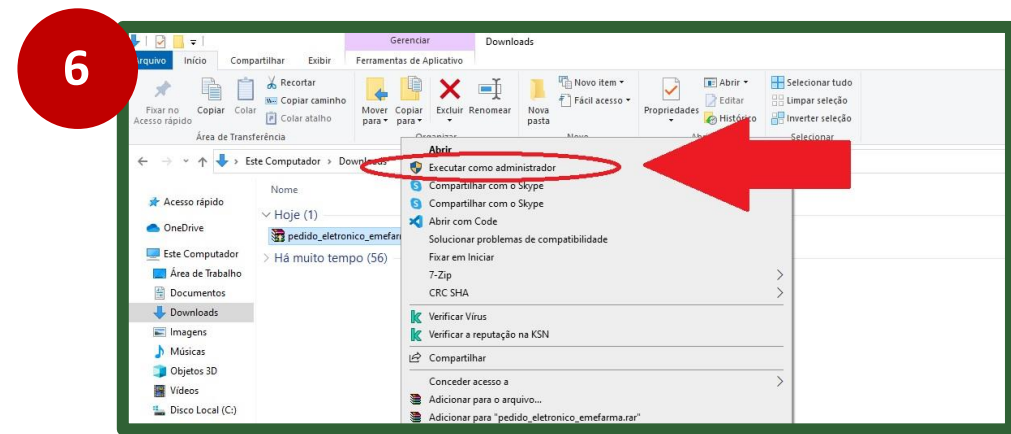 6
Gerenciar
Downloads
Arquivo Início Compartilhar Exibir Ferramentas de Aplicativo
Fixar no Acesso rápido
Copiar
Colar
Recortar
Copiar caminho
Colar atalho
Área de Transferência
Mover para
Copiar para
Excluir
Renomear
Organizar
Nova pasta
Novo item
Fácil acesso
Novo
Propriedades
Abrir
Editar
Histórico
Selecionar tudo
Limpar seleção
Inverter seleção
Selecionar
Este Computador > Downloads
Nome
Acesso rápido
OneDrive
Este Computador
Área de Trabalho
Documentos
Downloads
Imagens
Músicas
Objetos 3D
Vídeos
Disco Local (C:)
Hoje (1)
pedido_eletronico_emefar
Há muito tempo (56)
Abrir
Executar como administrador
Compartilhar com o Skype
Compartilhar com o Skype
Abrir com Code
Solucionar problemas de compatibilidade
Fixar em Iniciar
7-Zip
CRC SHA
Verificar Vírus
Verificar a reputação na KSN
Compartilhar
Conceder acesso a
Adicionar para o arquivo...
Adicionar para "pedido_eletronico_emefarma.rar"